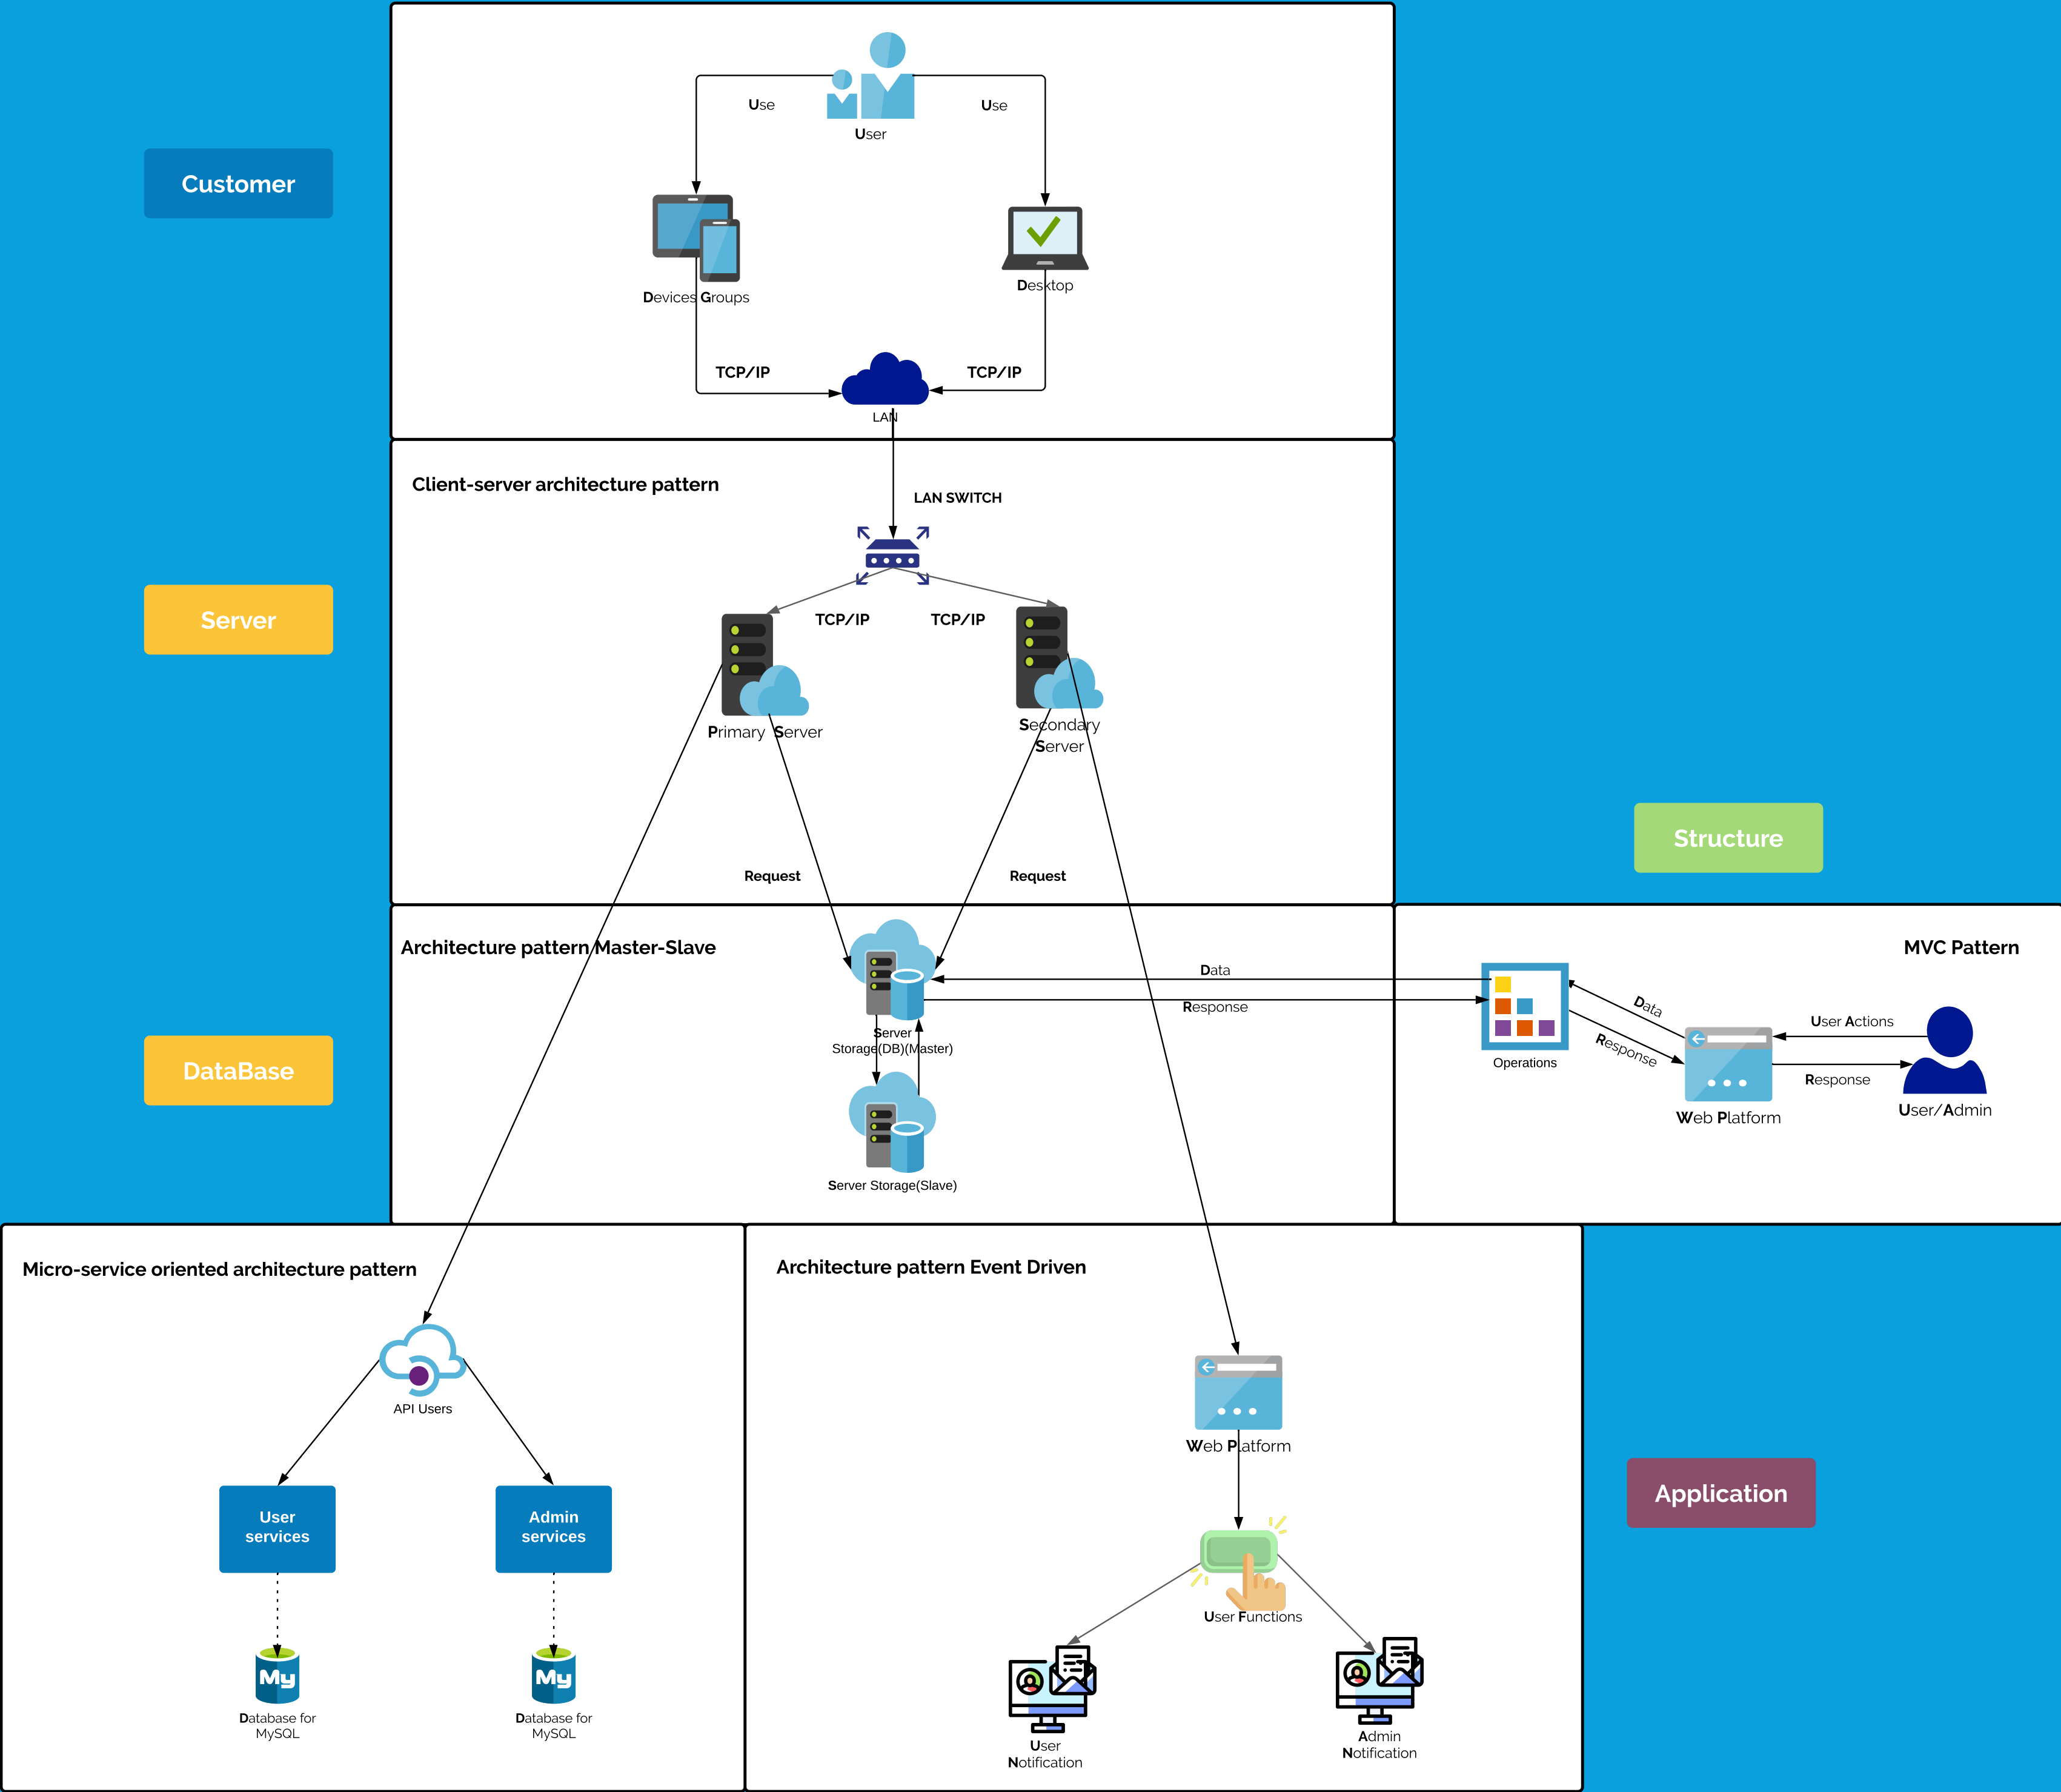 Use
Use
User
Customer
Devices Groups
Desktop
TCP/IP
TCP/IP
LAN
Client-server architecture pattern
LAN SWITCH
Server
TCP/IP
TCP/IP
Primary Server
Secondary
Server
Structure
Request
Request
Architecture pattern Master-Slave
MVC Pattern
Data
Response
Data
User Actions
Server
Storage(DB)(Master)
Response
Operations
DataBase
Response
Web Platform
User/Admin
Server Storage(Slave)
Micro-service oriented architecture pattern
Architecture pattern Event Driven
API Users
Web Platform
Application
User
services
Admin
services
User Functions
My
My
Database for
MySQL
Database for
MySQL
User
Notification
Admin
Notification